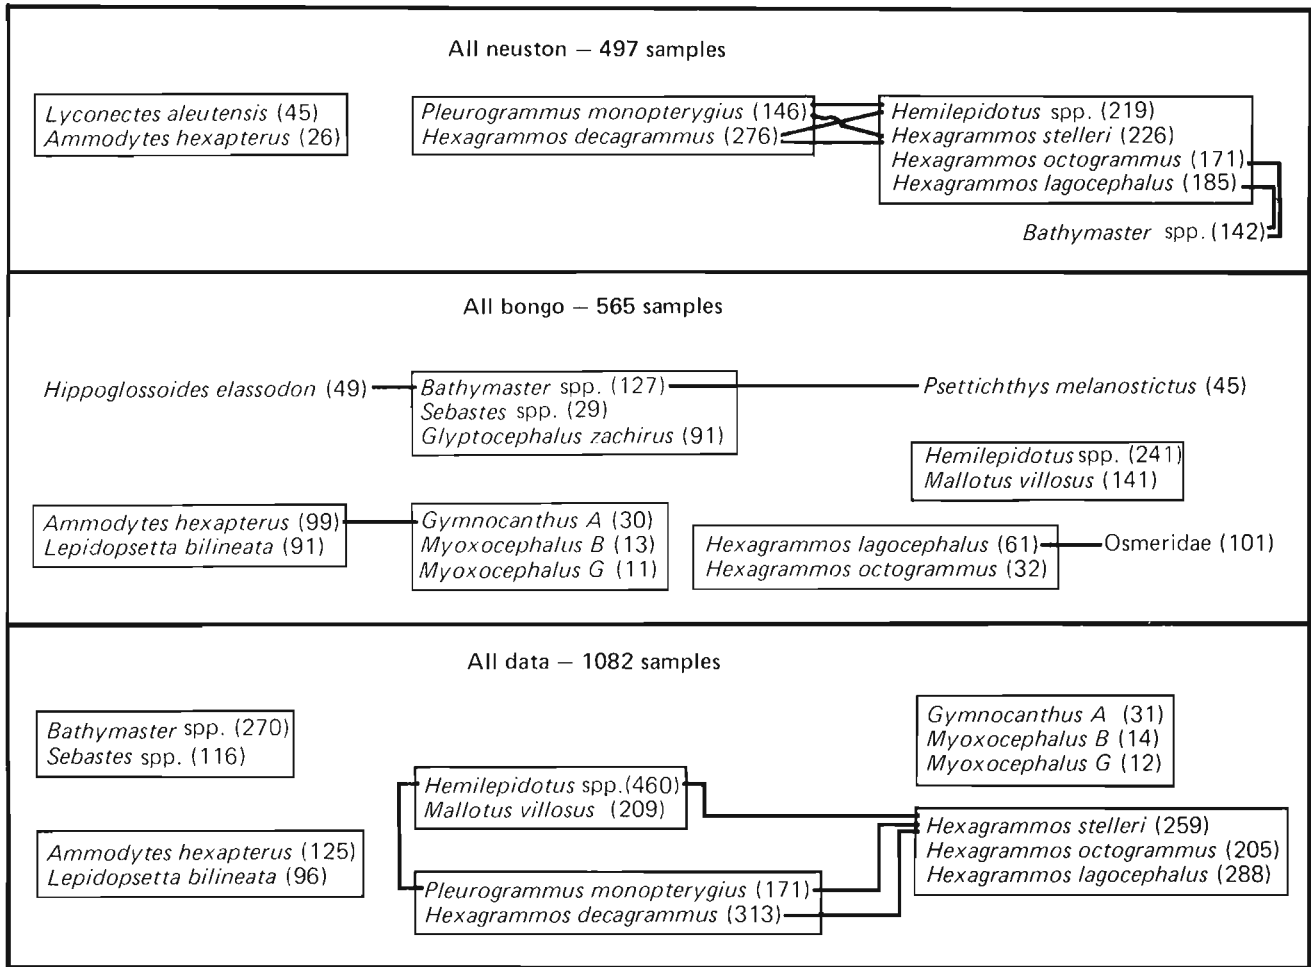 All neuston — 497 samples
Lyconectes aleutensis (45)
Ammodytes hexapterus (26)
Pleurogrammus monopterygius (146)
Hexagrammos decagrammus (276)
Hemilepidotus spp. (219)
Hexagrammos stelleri (226)
Hexagrammos octogrammus (171)
Hexagrammos lagocephalus (185)
Bathymaster spp. (142)
All bongo — 565 samples
Hippoglossoides elassodon (49)
Bathymaster spp. (127)
Sebastes spp. (29)
Glyptocephalus zachirus (91)
Psettichthys melanostictus (45)
Hemilepidotus spp. (241)
Mallotus villosus (141)
Ammodytes hexapterus (99)
Lepidopsetta bilineata (91)
Gymnocanthus A (30)
Myoxocephalus B (13)
Myoxocephalus G (11)
Hexagrammos lagocephalus (61)
Hexagrammos octogrammus (32)
Osmeridae (101)
All data — 1082 samples
Bathymaster spp. (270)
Sebastes spp. (116)
Gymnocanthus A (31)
Myoxocephalus B (14)
Myoxocephalus G (12)
Hemilepidotus spp. (460)
Mallotus villosus (209)
Ammodytes hexapterus (125)
Lepidopsetta bilineata (96)
Pleurogrammus monopterygius (171)
Hexagrammos decagrammus (313)
Hexagrammos stelleri (259)
Hexagrammos octogrammus (205)
Hexagrammos lagocephalus (288)